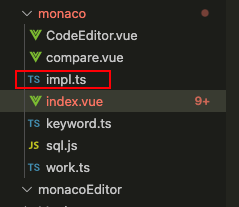 monaco
CodeEditor.vue
compare.vue
TS impl.ts
index.vue 9+
TS keyword.ts
JS sql.js
TS work.ts
monacoEditor